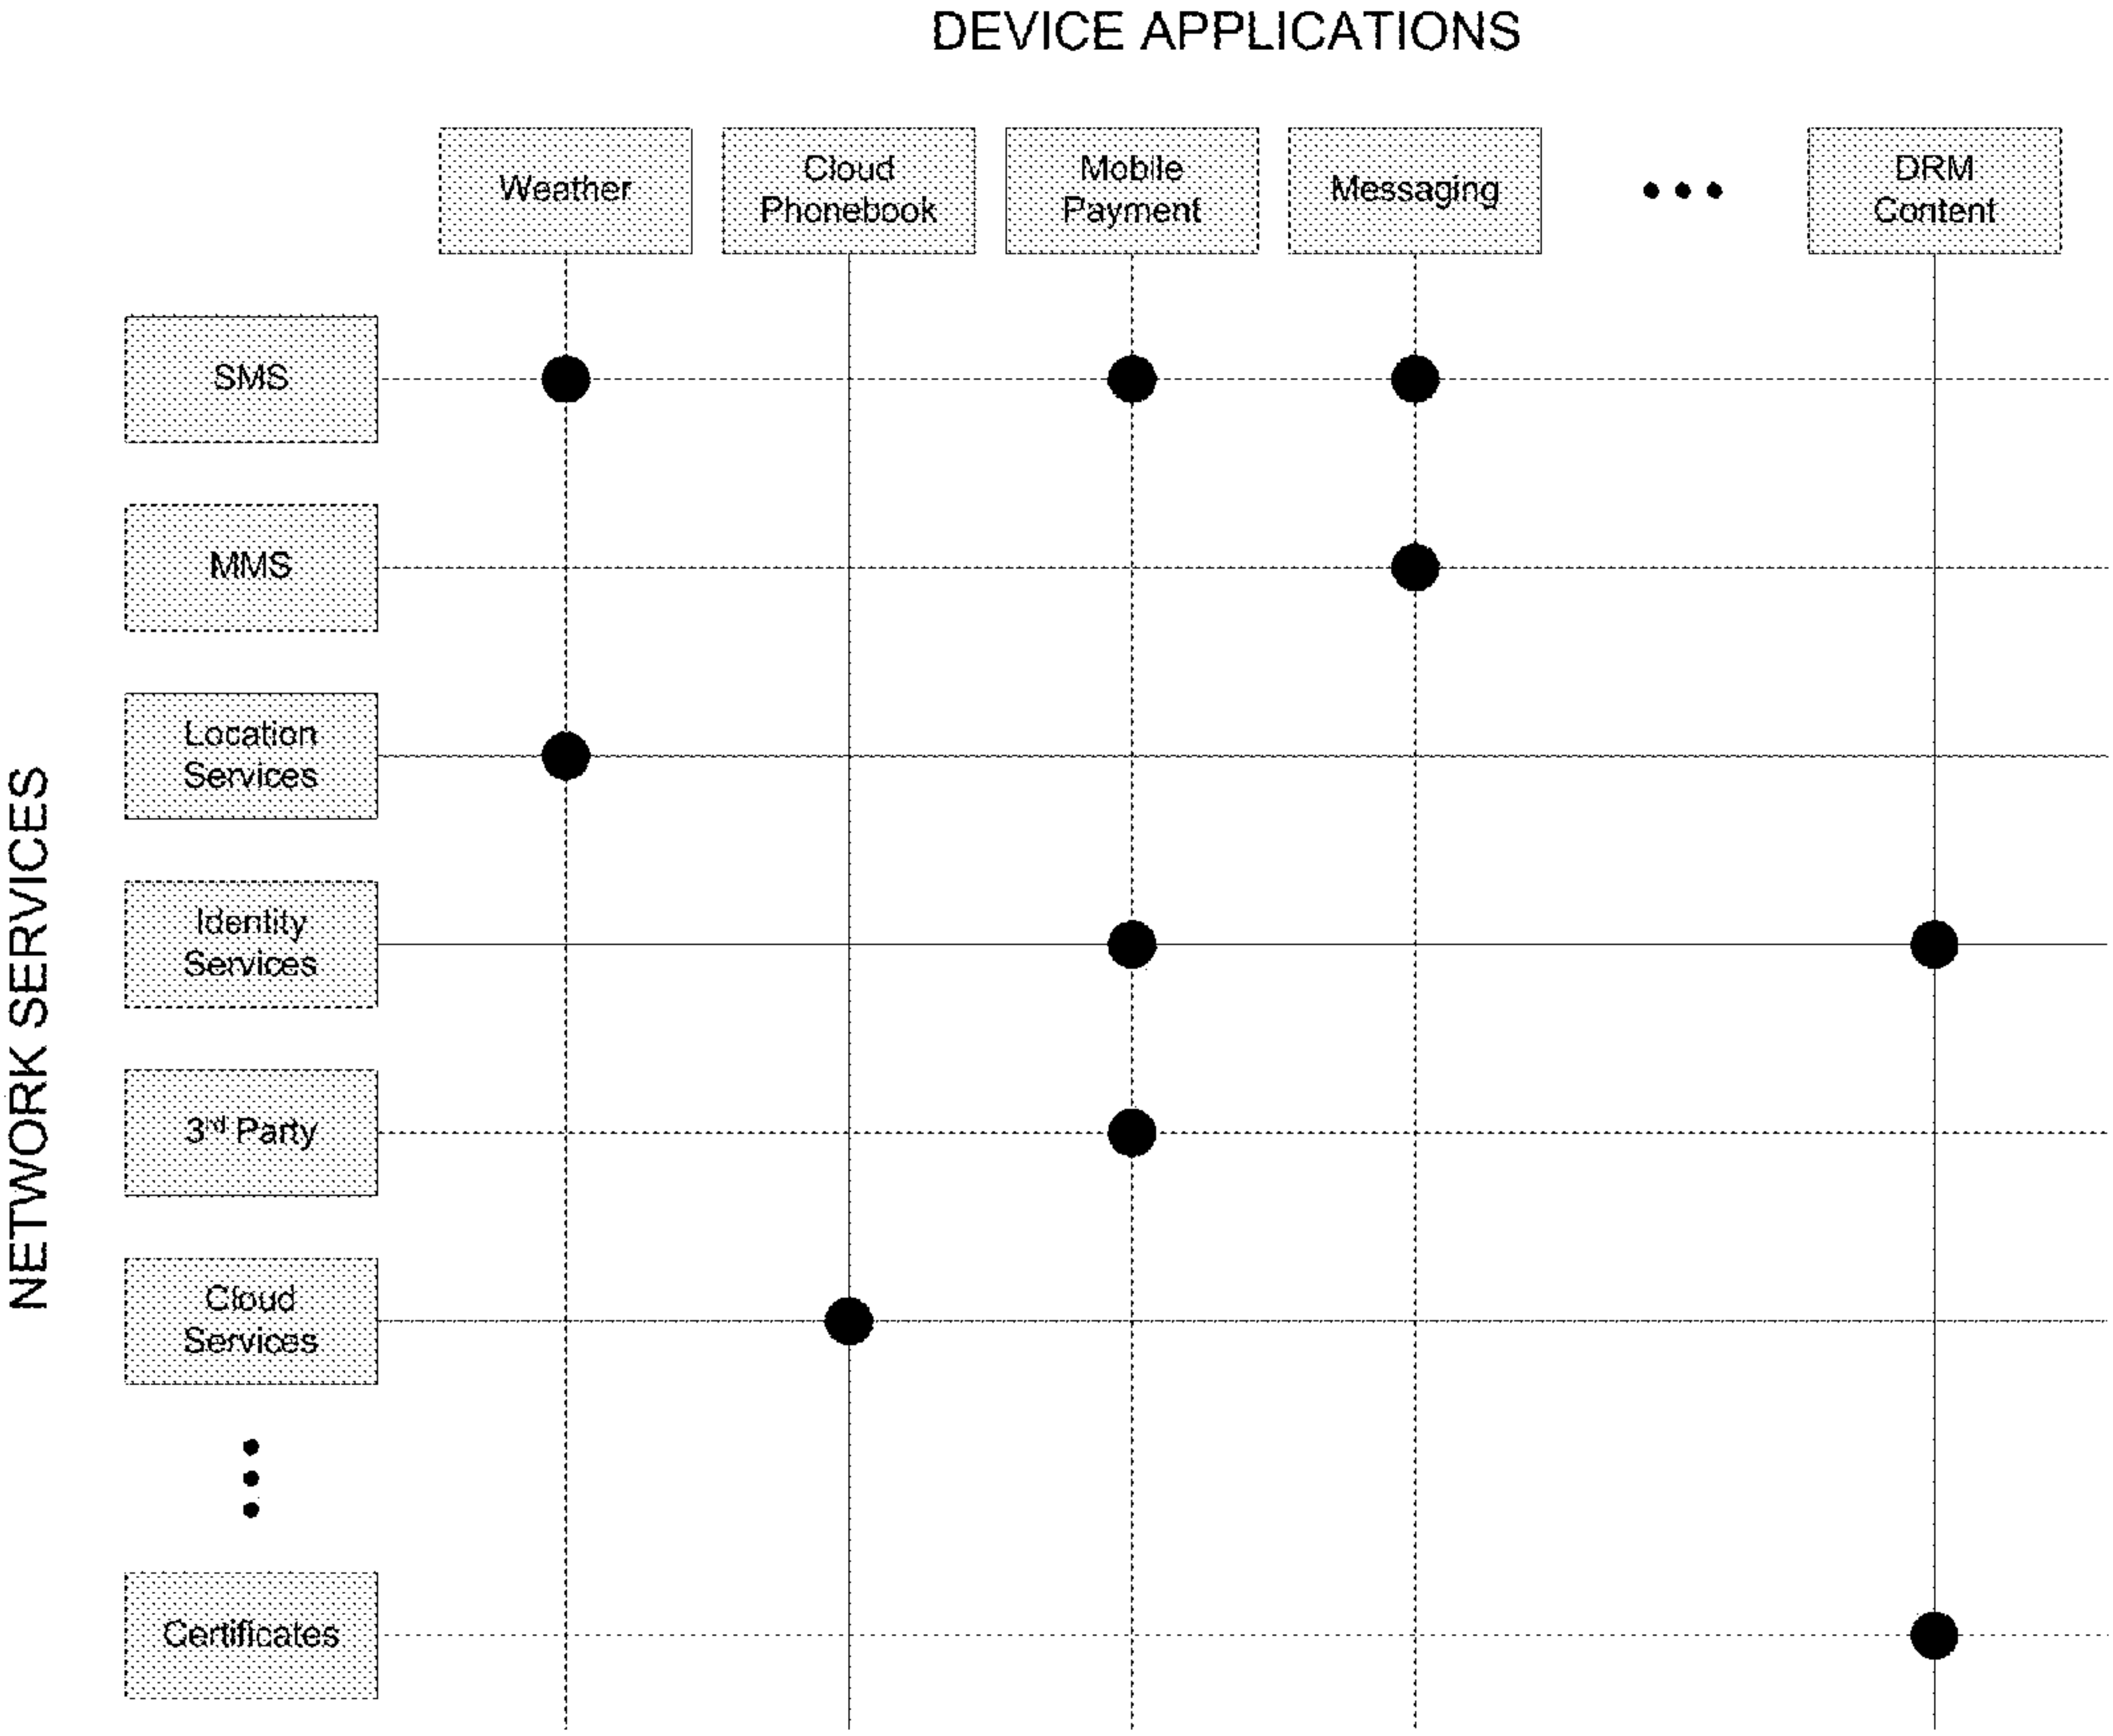 DEVICE APPLICATIONS
Weather
Cloud
Phonebook
Mobile
Payment
Messaging
DRM
Content
NETWORK SERVICES
SMS
MMS
Location
Services
Identity
Services
3rd Party
Cloud
Services
Certificates